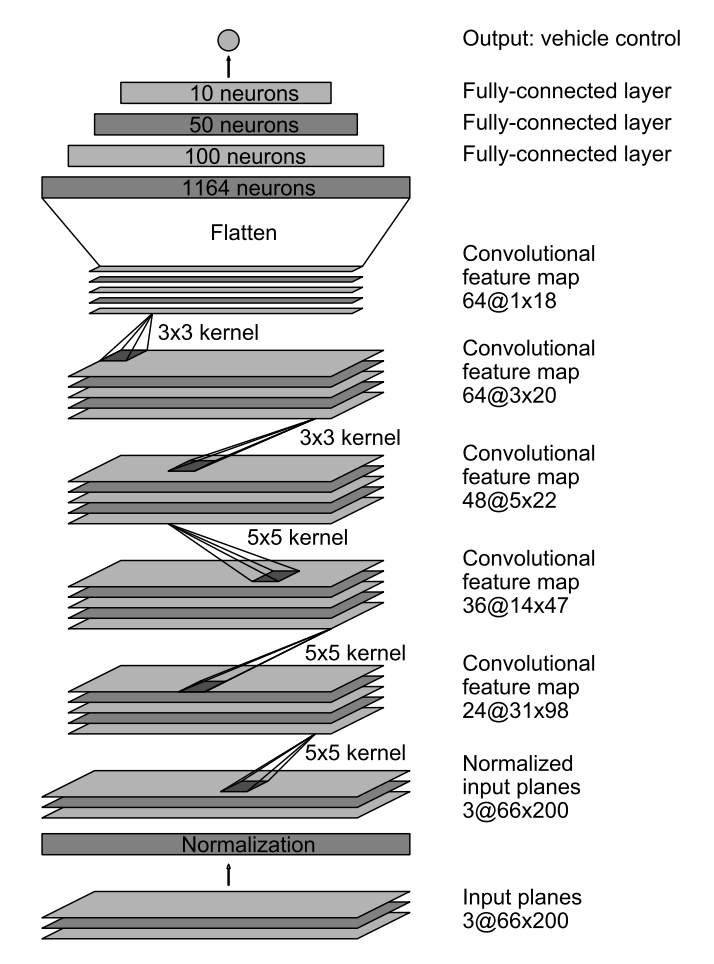 Output: vehicle control
10 neurons
Fully-connected layer
50 neurons
Fully-connected layer
100 neurons
Fully-connected layer
1164 neurons
Flatten
Convolutional
feature map
64@1x18
3x3 kernel
Convolutional
feature map
64@3x20
3x3 kernel
Convolutional
feature map
48@5x22
5x5 kernel
Convolutional
feature map
36@14x47
5x5 kernel
Convolutional
feature map
24@31x98
5x5 kernel
Normalized
input planes
3@66x200
Normalization
Input planes
3@66x200